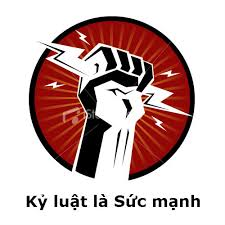 Kỷ luật là Sức mạnh